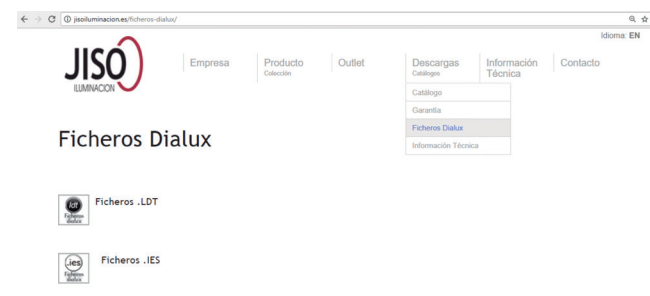 jisoiluminacion.es/ficheros-dialux/
Idioma: EN
JISO
ILUMINACION
Empresa
Producto
Colección
Outlet
Descargas
Catálogos
Información
Técnica
Contacto
Catálogo
Garantia
Ficheros Dialux
Información Técnica
Ficheros Dialux
ldt
Ficheros
dialux
Ficheros .LDT
.ies
Ficheros
dialux
Ficheros .IES